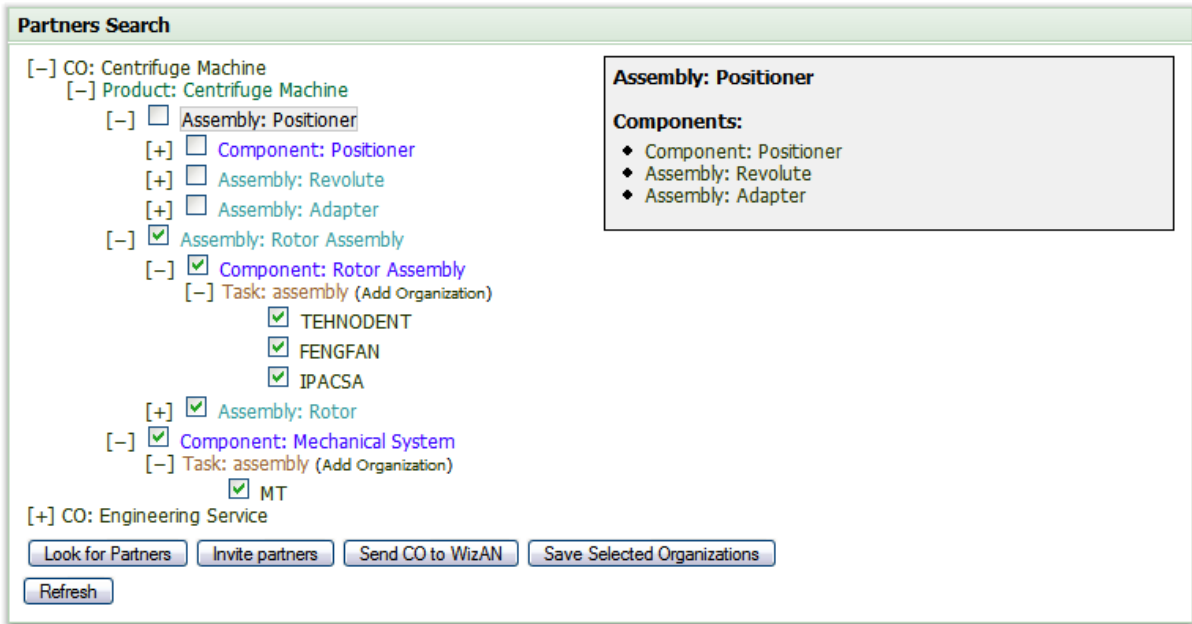 Partners Search
[−] CO: Centrifuge Machine
[−] Product: Centrifuge Machine
[−] Assembly: Positioner
[+] Component: Positioner
[+] Assembly: Revolute
[+] Assembly: Adapter
[−] Assembly: Rotor Assembly
[−] Component: Rotor Assembly
[−] Task: assembly (Add Organization)
TEHNODENT
FENGFAN
IPACSA
[+] Assembly: Rotor
[−] Component: Mechanical System
[−] Task: assembly (Add Organization)
MT
[+] CO: Engineering Service
Assembly: Positioner
Components:
Component: Positioner
Assembly: Revolute
Assembly: Adapter
Look for Partners Invite partners Send CO to WizAN Save Selected Organizations
Refresh